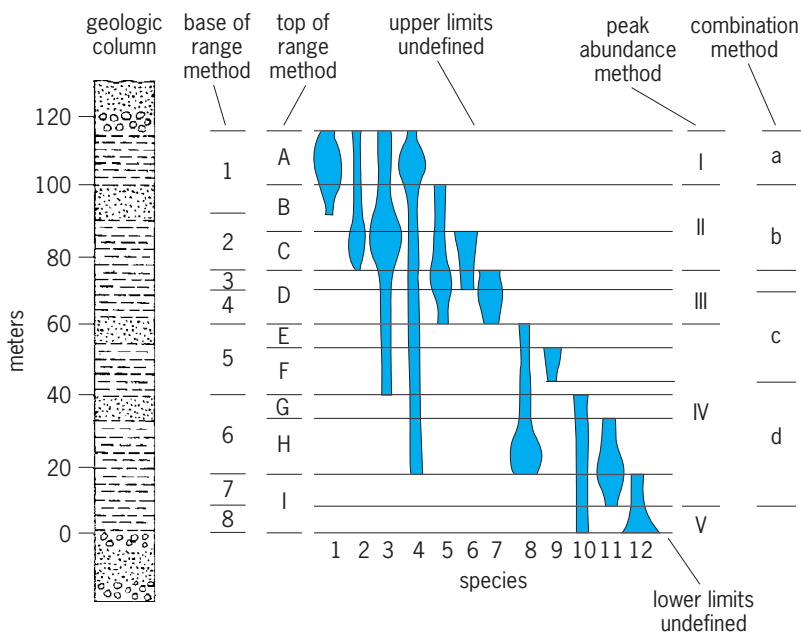 geologic
column
base of
range
method
top of
range
method
upper limits
undefined
peak
abundance
method
combination
method
120
100
80
60
40
20
0
meters
1
2
3
4
5
6
7
8
A
B
C
D
E
F
G
H
I
I
II
III
IV
V
a
b
c
d
1 2 3 4 5 6 7 8 9 10 11 12
species
lower limits
undefined